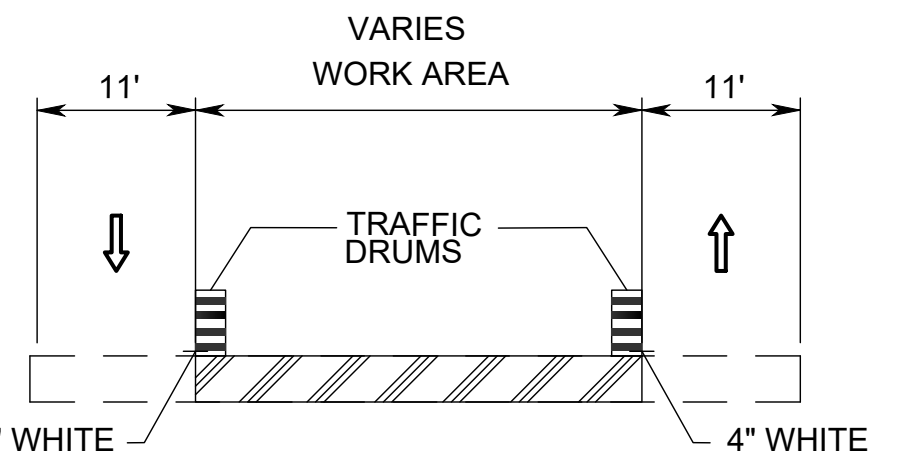 VARIES
WORK AREA
11'
11'
TRAFFIC
DRUMS
" WHITE
4" WHITE